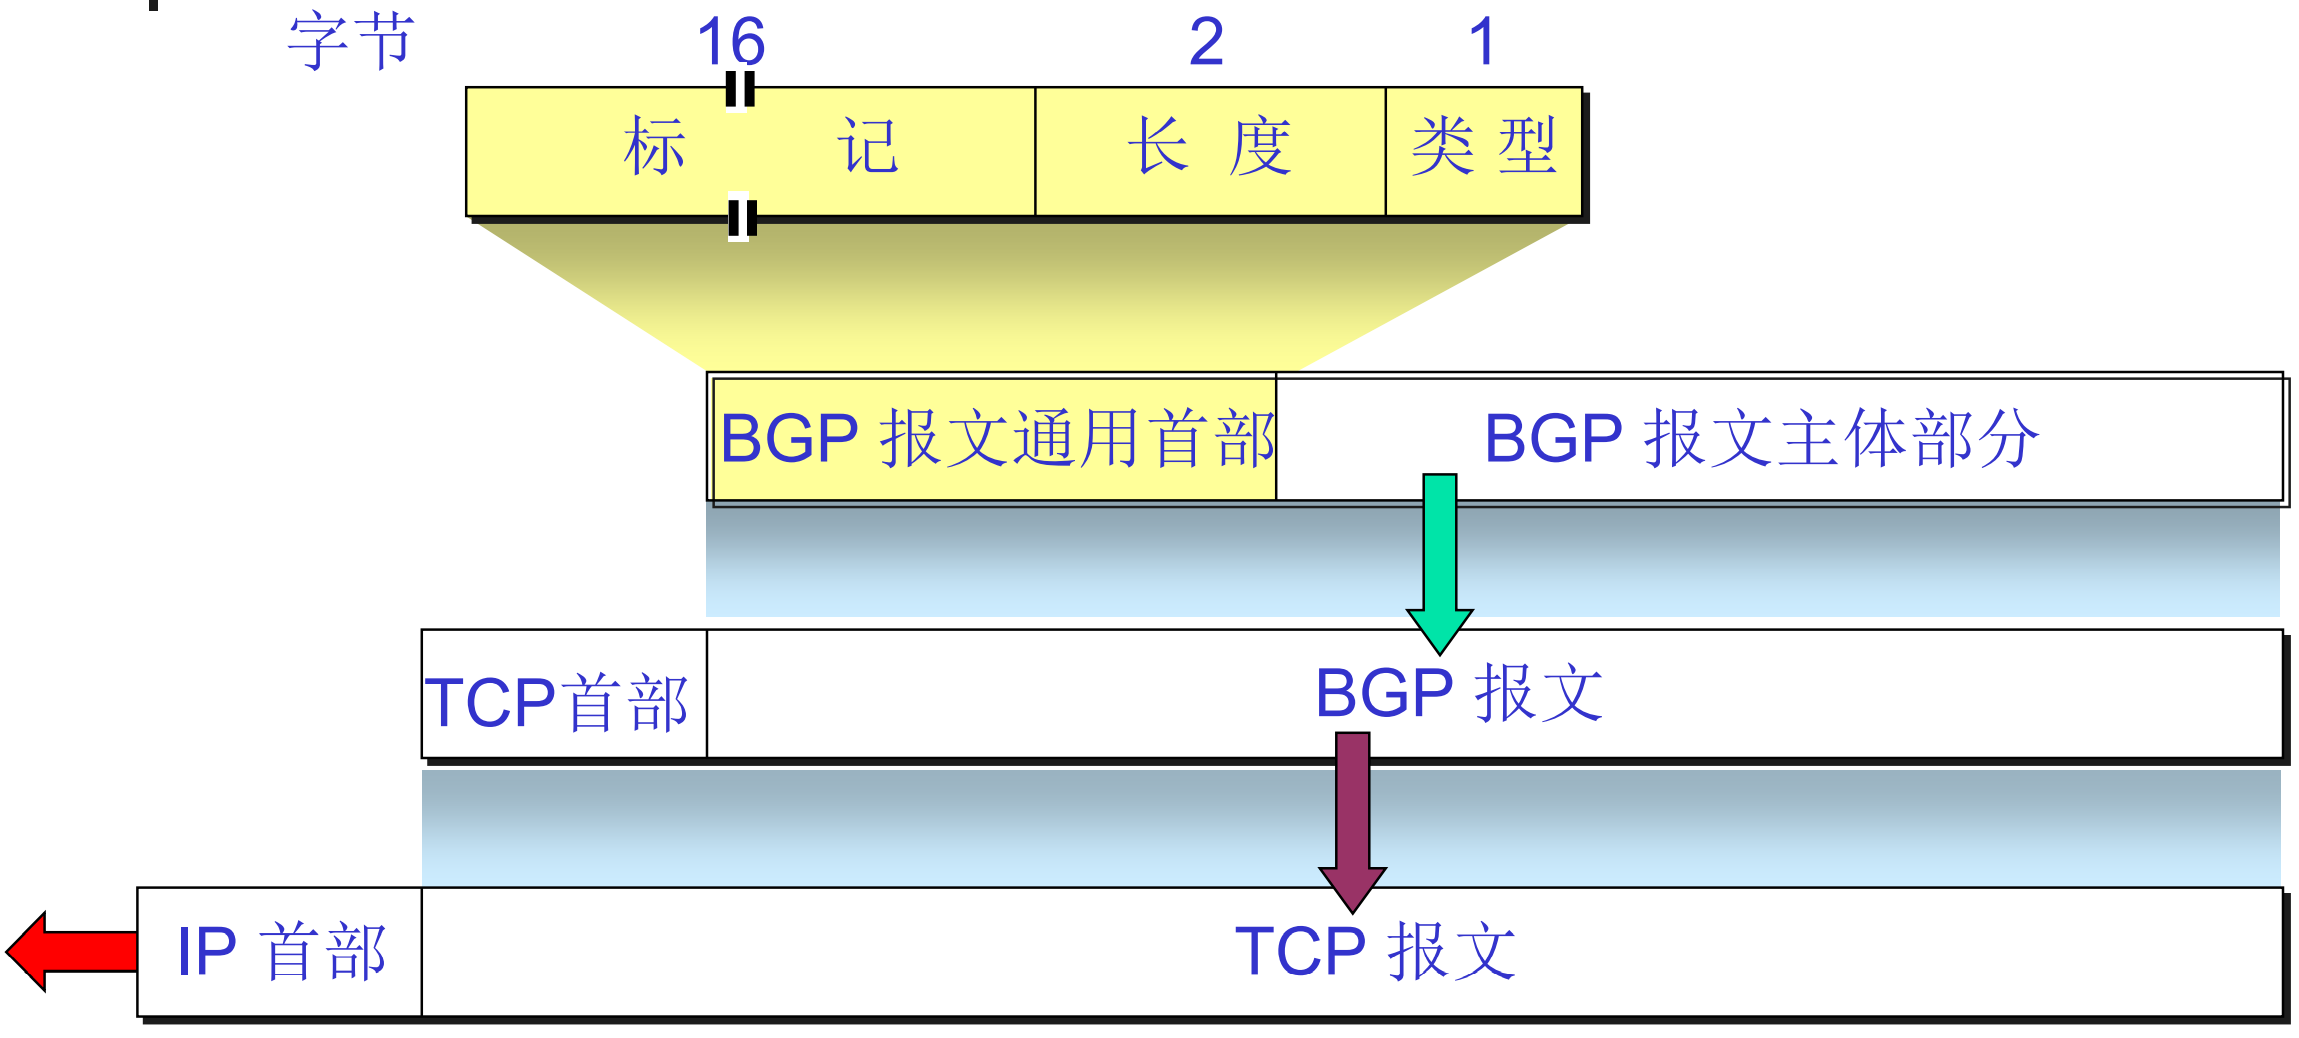 字节 16 2 1
标 记 长 度 类 型
BGP 报文通用首部 BGP 报文主体部分
TCP首部 BGP 报文
IP 首部 TCP 报文